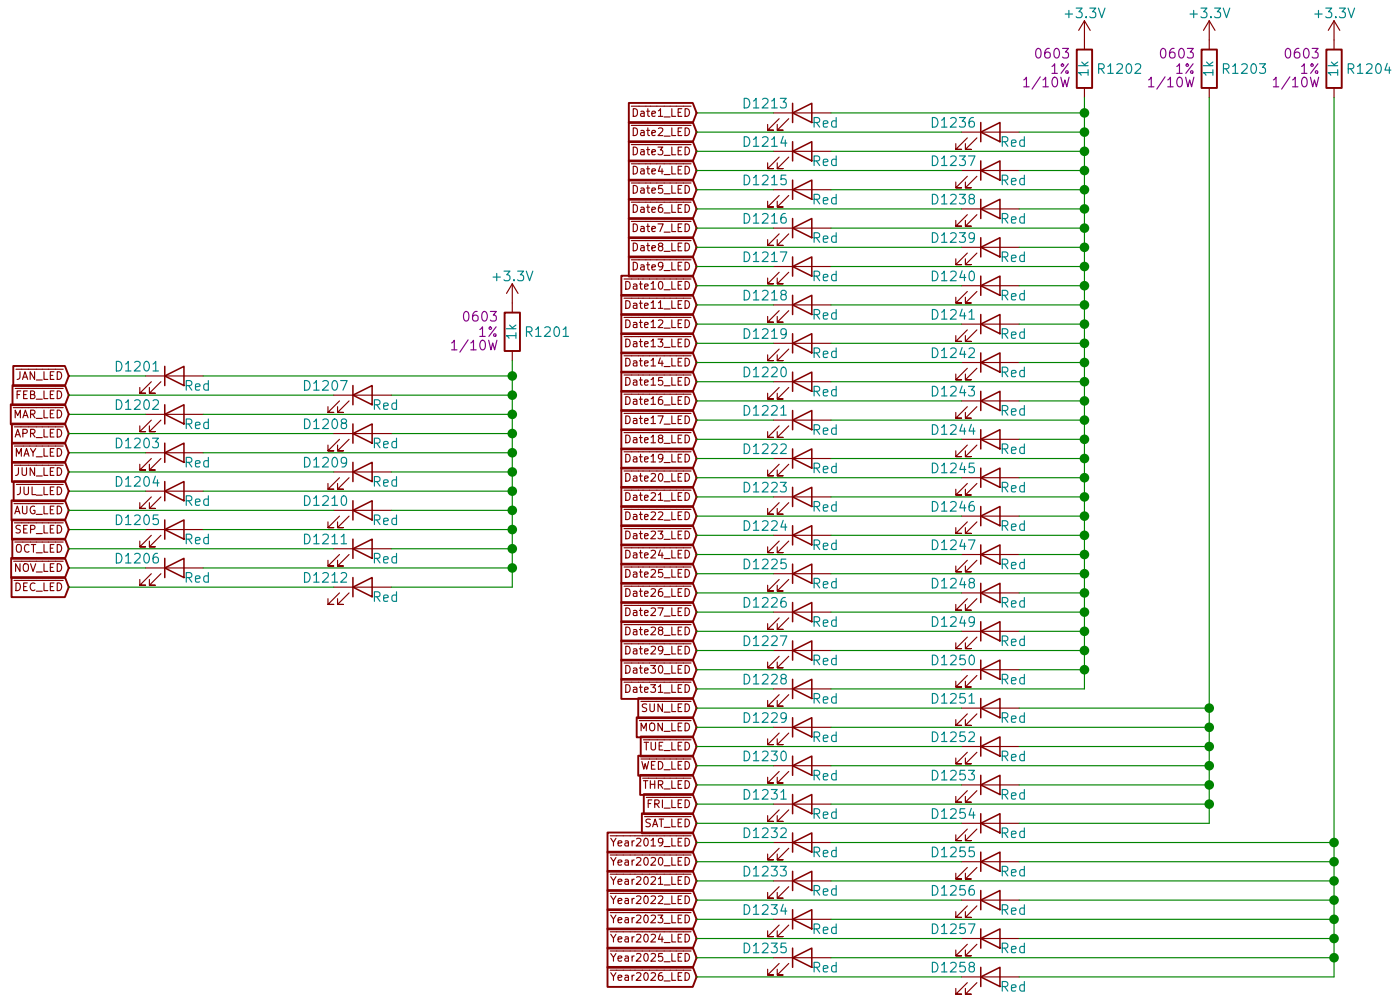 +3.3V
0603
1%
1/10W
1k
R1201
JAN_LED
D1201
Red
FEB_LED
D1207
Red
MAR_LED
D1202
Red
APR_LED
D1208
Red
MAY_LED
D1203
Red
JUN_LED
D1209
Red
JUL_LED
D1204
Red
AUG_LED
D1210
Red
SEP_LED
D1205
Red
OCT_LED
D1211
Red
NOV_LED
D1206
Red
DEC_LED
D1212
Red
+3.3V
0603
1%
1/10W
1k
R1202
+3.3V
0603
1%
1/10W
1k
R1203
+3.3V
0603
1%
1/10W
1k
R1204
Date1_LED
D1213
Red
Date2_LED
D1236
Red
Date3_LED
D1214
Red
Date4_LED
D1237
Red
Date5_LED
D1215
Red
Date6_LED
D1238
Red
Date7_LED
D1216
Red
Date8_LED
D1239
Red
Date9_LED
D1217
Red
Date10_LED
D1240
Red
Date11_LED
D1218
Red
Date12_LED
D1241
Red
Date13_LED
D1219
Red
Date14_LED
D1242
Red
Date15_LED
D1220
Red
Date16_LED
D1243
Red
Date17_LED
D1221
Red
Date18_LED
D1244
Red
Date19_LED
D1222
Red
Date20_LED
D1245
Red
Date21_LED
D1223
Red
Date22_LED
D1246
Red
Date23_LED
D1224
Red
Date24_LED
D1247
Red
Date25_LED
D1225
Red
Date26_LED
D1248
Red
Date27_LED
D1226
Red
Date28_LED
D1249
Red
Date29_LED
D1227
Red
Date30_LED
D1250
Red
Date31_LED
D1228
Red
SUN_LED
D1251
Red
MON_LED
D1229
Red
TUE_LED
D1252
Red
WED_LED
D1230
Red
THR_LED
D1253
Red
FRI_LED
D1231
Red
SAT_LED
D1254
Red
Year2019_LED
D1232
Red
Year2020_LED
D1255
Red
Year2021_LED
D1233
Red
Year2022_LED
D1256
Red
Year2023_LED
D1234
Red
Year2024_LED
D1257
Red
Year2025_LED
D1235
Red
Year2026_LED
D1258
Red